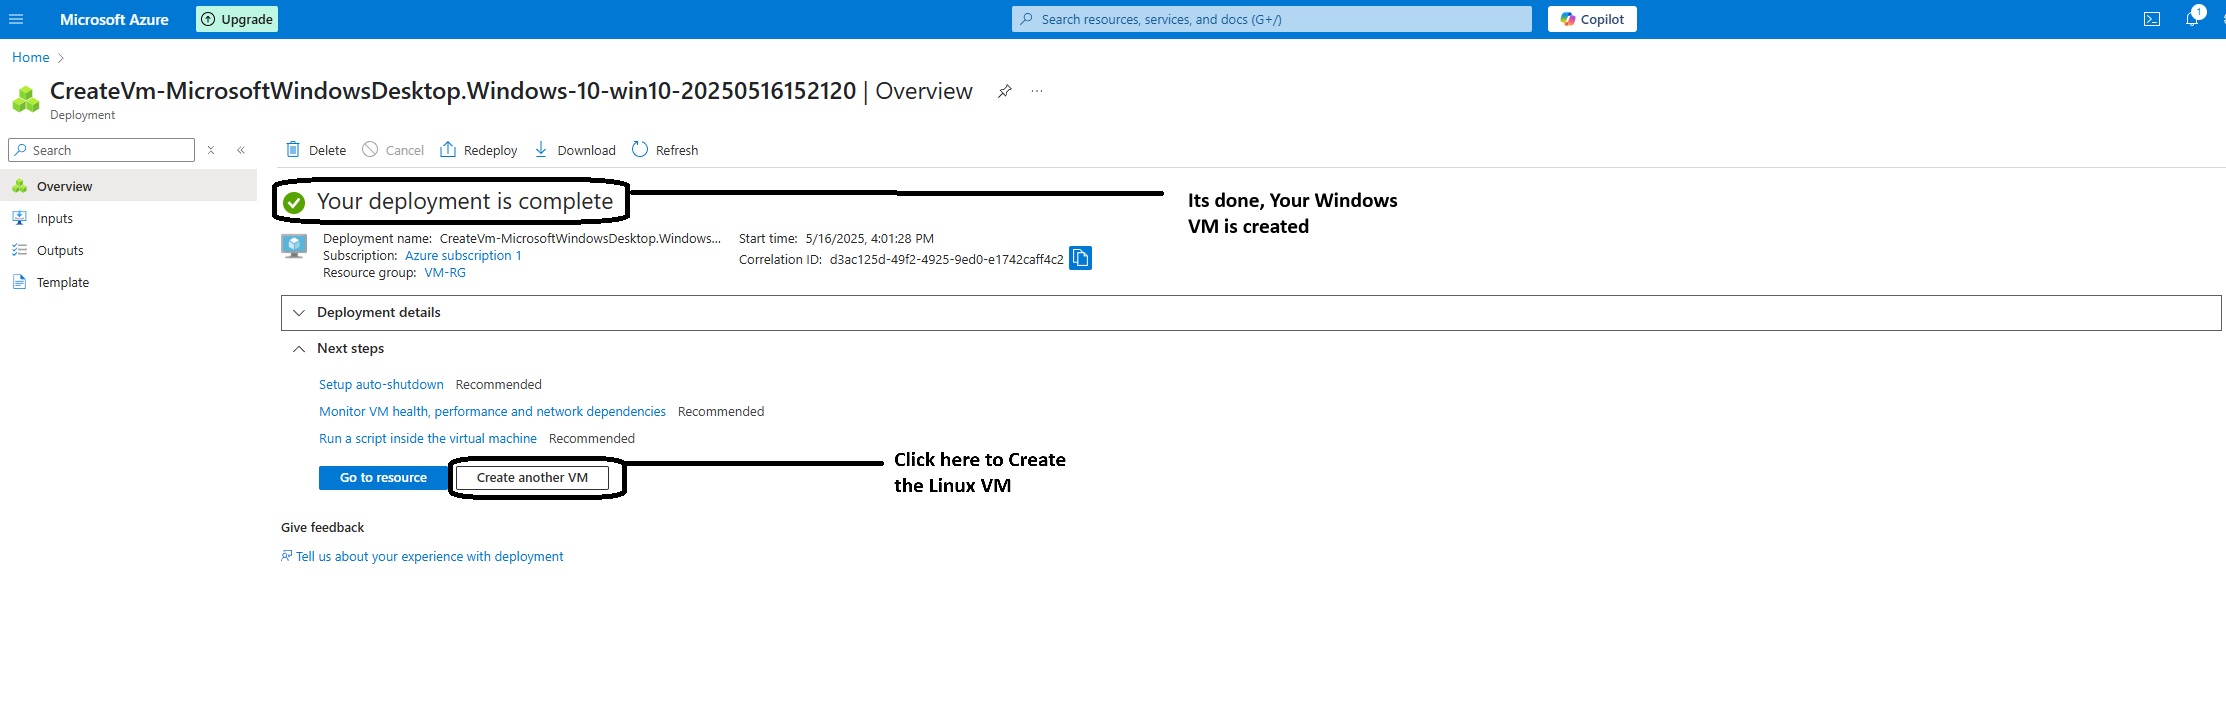 Microsoft Azure
Upgrade
Search resources, services, and docs (G+/)
Copilot
1
Home
CreateVm-MicrosoftWindowsDesktop.Windows-10-win10-20250516152120 | Overview
...
Deployment
Search
Delete
Cancel
Redeploy
Download
Refresh
Overview
Inputs
Outputs
Template
Your deployment is complete
Its done, Your Windows
VM is created
Deployment name: CreateVm-MicrosoftWindowsDesktop.Windows...
Subscription: Azure subscription 1
Resource group: VM-RG
Start time: 5/16/2025, 4:01:28 PM
Correlation ID: d3ac125d-49f2-4925-9ed0-e1742caff4c2
Deployment details
Next steps
Setup auto-shutdown Recommended
Monitor VM health, performance and network dependencies Recommended
Run a script inside the virtual machine Recommended
Go to resource
Create another VM
Click here to Create
the Linux VM
Give feedback
Tell us about your experience with deployment